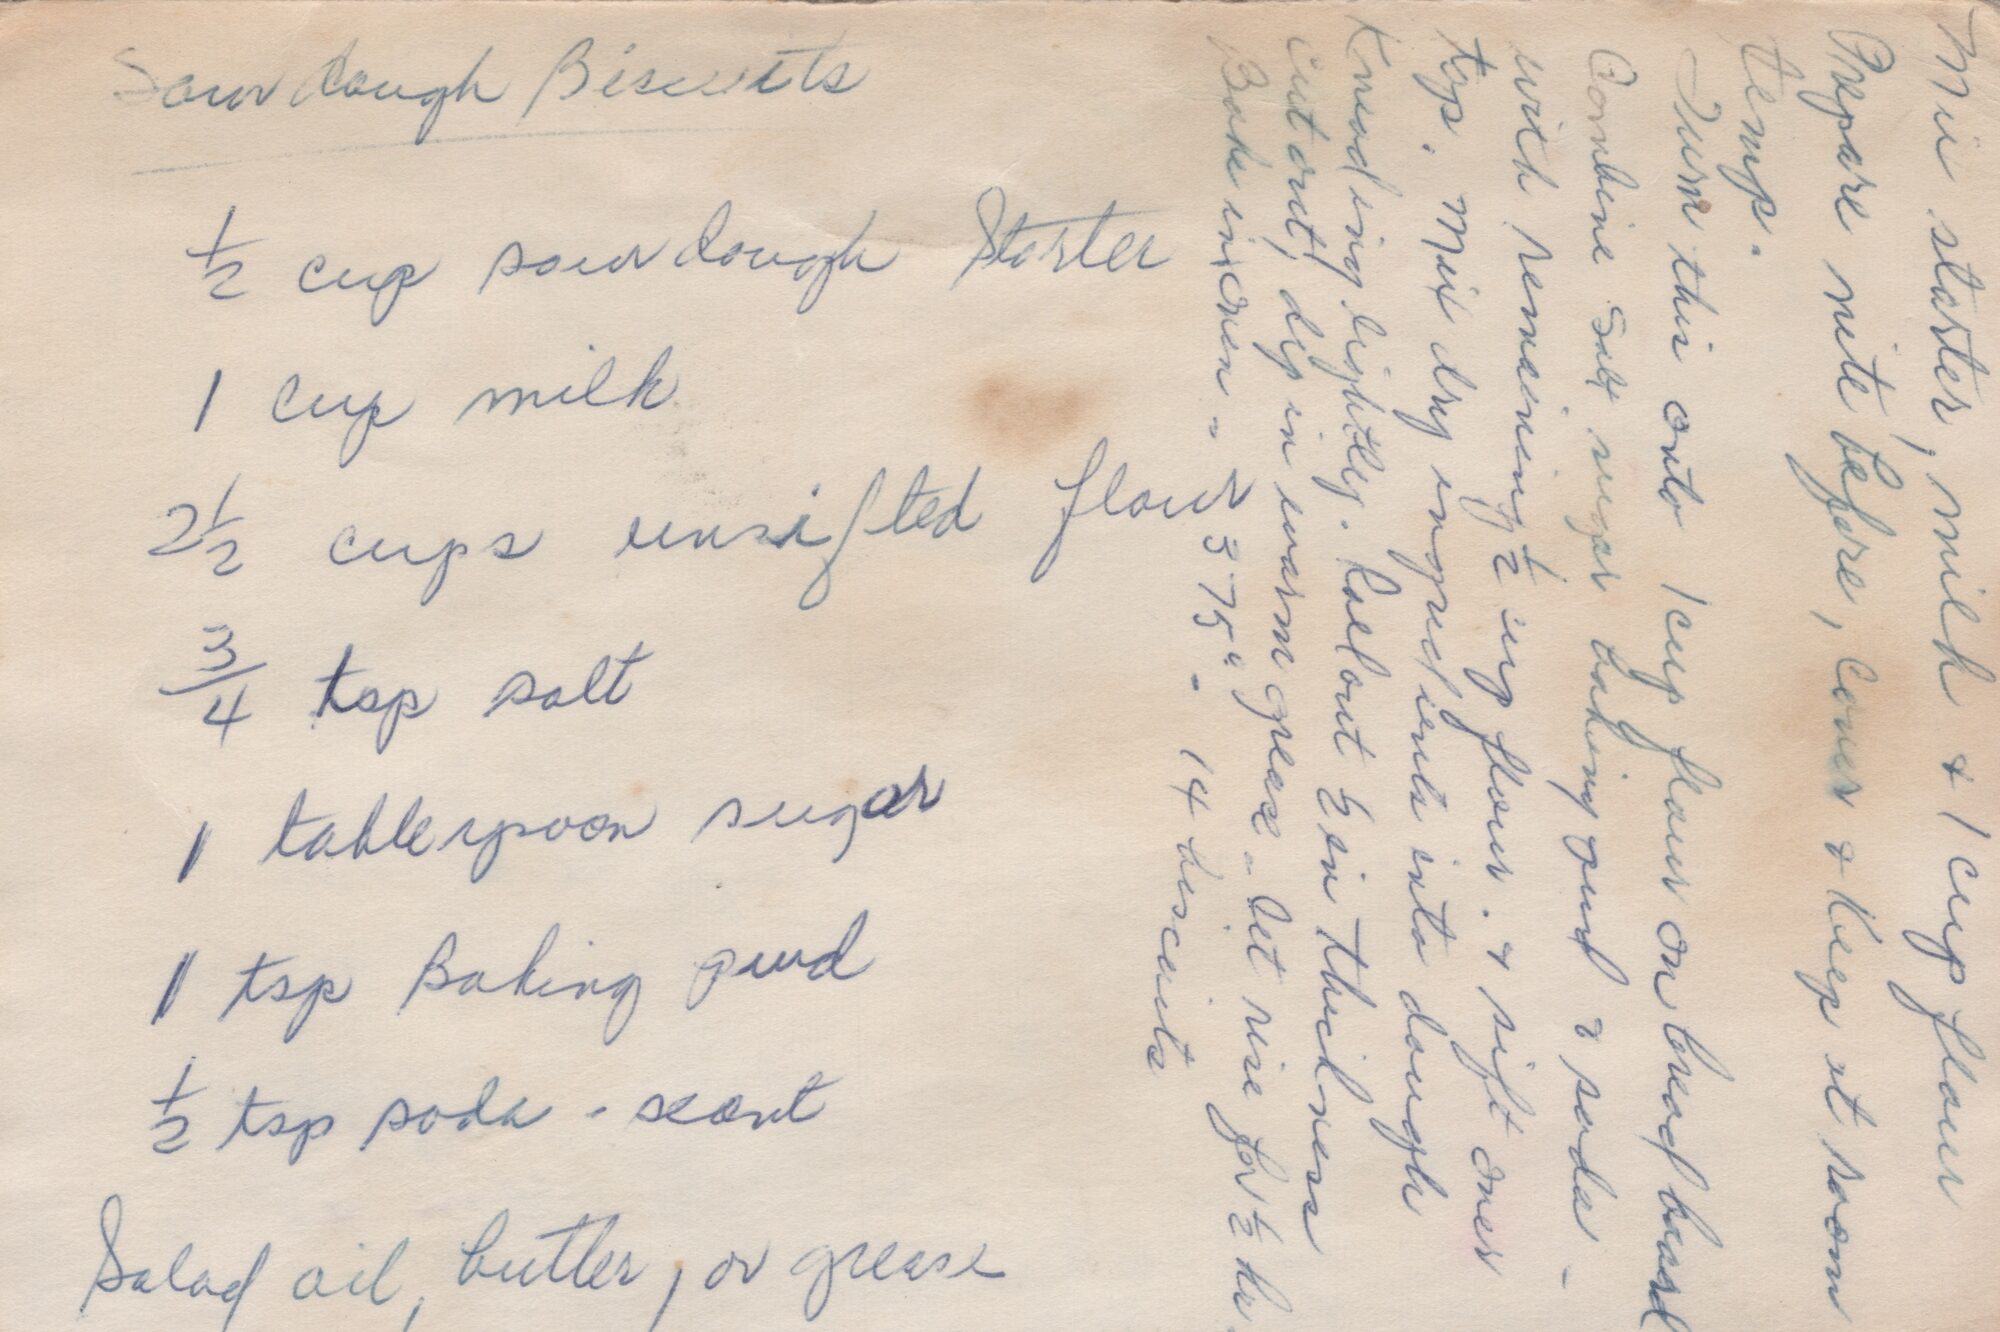 Sourdough Biscuits
1/2 cup sourdough Starter
1 cup milk
2 1/2 cups unsifted flour
3/4 tsp salt
1 tablespoon sugar
1 tsp Baking powd
1/2 tsp soda - scant
Salad oil, butter, or grease
Mix starter, milk & 1 cup flour
Prepare nite before, cover & keep at room
temp.
Turn this onto 1 cup flour on bread board
Combine salt, sugar baking powd & soda -
with remaining 1/2 cup flour. & sift over
top. Mix dry ingredients into dough
Kneading lightly. Roll out 1/2 in thickness
cut out, dip in warm grease - let rise for 1/2 hr.
Bake in oven - 375° - 14 biscuits